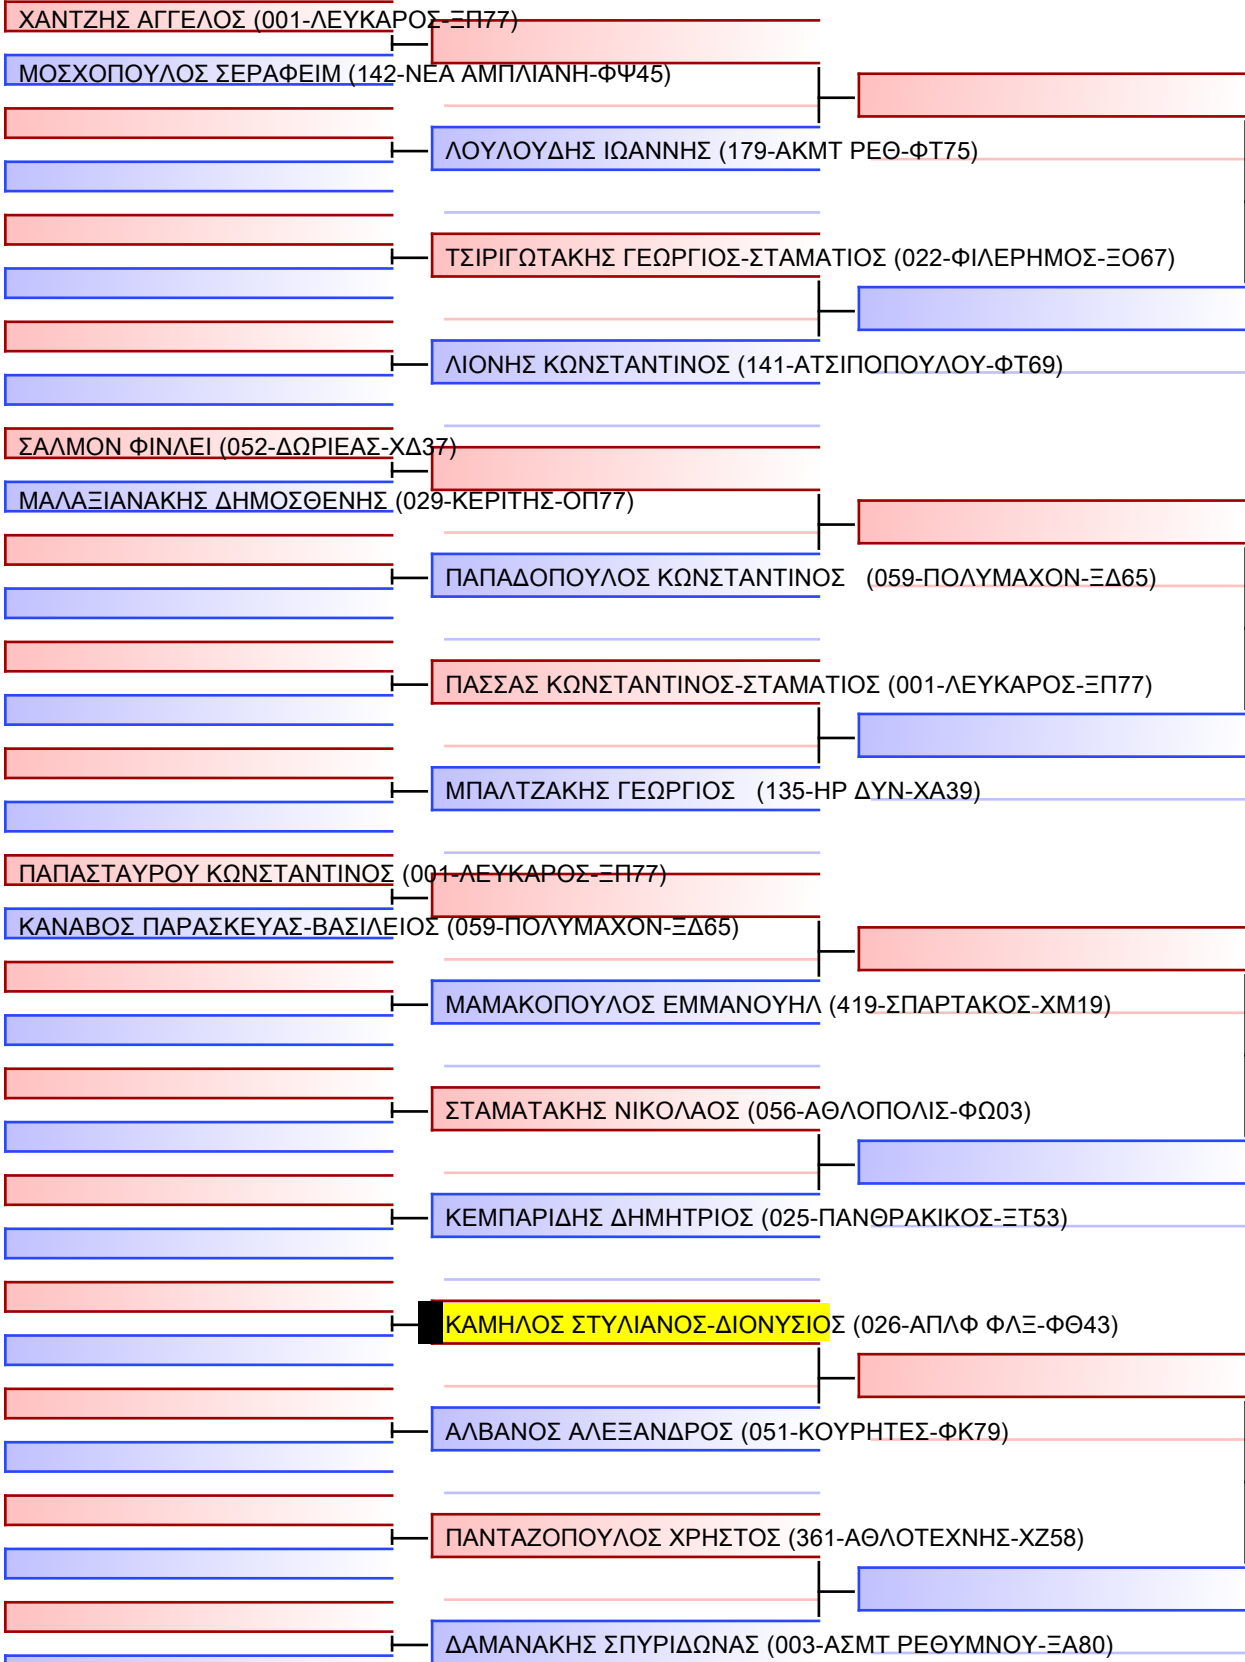 ΧΑΝΤΖΗΣ ΑΓΓΕΛΟΣ (001-ΛΕΥΚΑΡΟΣ-ΞΠ77)
ΜΟΣΧΟΠΟΥΛΟΣ ΣΕΡΑΦΕΙΜ (142-ΝΕΑ ΑΜΠΛΙΑΝΗ-ΦΨ45)
ΛΟΥΛΟΥΔΗΣ ΙΩΑΝΝΗΣ (179-ΑΚΜΤ ΡΕΘ-ΦΤ75)
ΤΣΙΡΙΓΩΤΑΚΗΣ ΓΕΩΡΓΙΟΣ-ΣΤΑΜΑΤΙΟΣ (022-ΦΙΛΕΡΗΜΟΣ-ΞΟ67)
ΛΙΟΝΗΣ ΚΩΝΣΤΑΝΤΙΝΟΣ (141-ΑΤΣΙΠΟΠΟΥΛΟΥ-ΦΤ69)
ΣΑΛΜΟΝ ΦΙΝΛΕΙ (052-ΔΩΡΙΕΑΣ-ΧΔ37)
ΜΑΛΑΞΙΑΝΑΚΗΣ ΔΗΜΟΣΘΕΝΗΣ (029-ΚΕΡΙΤΗΣ-ΟΠ77)
ΠΑΠΑΔΟΠΟΥΛΟΣ ΚΩΝΣΤΑΝΤΙΝΟΣ (059-ΠΟΛΥΜΑΧΟΝ-ΞΔ65)
ΠΑΣΣΑΣ ΚΩΝΣΤΑΝΤΙΝΟΣ-ΣΤΑΜΑΤΙΟΣ (001-ΛΕΥΚΑΡΟΣ-ΞΠ77)
ΜΠΑΛΤΖΑΚΗΣ ΓΕΩΡΓΙΟΣ (135-ΗΡ ΔΥΝ-ΧΑ39)
ΠΑΠΑΣΤΑΥΡΟΥ ΚΩΝΣΤΑΝΤΙΝΟΣ (001-ΛΕΥΚΑΡΟΣ-ΞΠ77)
ΚΑΝΑΒΟΣ ΠΑΡΑΣΚΕΥΑΣ-ΒΑΣΙΛΕΙΟΣ (059-ΠΟΛΥΜΑΧΟΝ-ΞΔ65)
ΜΑΜΑΚΟΠΟΥΛΟΣ ΕΜΜΑΝΟΥΗΛ (419-ΣΠΑΡΤΑΚΟΣ-ΧΜ19)
ΣΤΑΜΑΤΑΚΗΣ ΝΙΚΟΛΑΟΣ (056-ΑΘΛΟΠΟΛΙΣ-ΦΩ03)
ΚΕΜΠΑΡΙΔΗΣ ΔΗΜΗΤΡΙΟΣ (025-ΠΑΝΘΡΑΚΙΚΟΣ-ΞΤ53)
ΚΑΜΗΛΟΣ ΣΤΥΛΙΑΝΟΣ-ΔΙΟΝΥΣΙΟΣ (026-ΑΠΛΦ ΦΛΞ-ΦΘ43)
ΑΛΒΑΝΟΣ ΑΛΕΞΑΝΔΡΟΣ (051-ΚΟΥΡΗΤΕΣ-ΦΚ79)
ΠΑΝΤΑΖΟΠΟΥΛΟΣ ΧΡΗΣΤΟΣ (361-ΑΘΛΟΤΕΧΝΗΣ-ΧΖ58)
ΔΑΜΑΝΑΚΗΣ ΣΠΥΡΙΔΩΝΑΣ (003-ΑΣΜΤ ΡΕΘΥΜΝΟΥ-ΞΑ80)